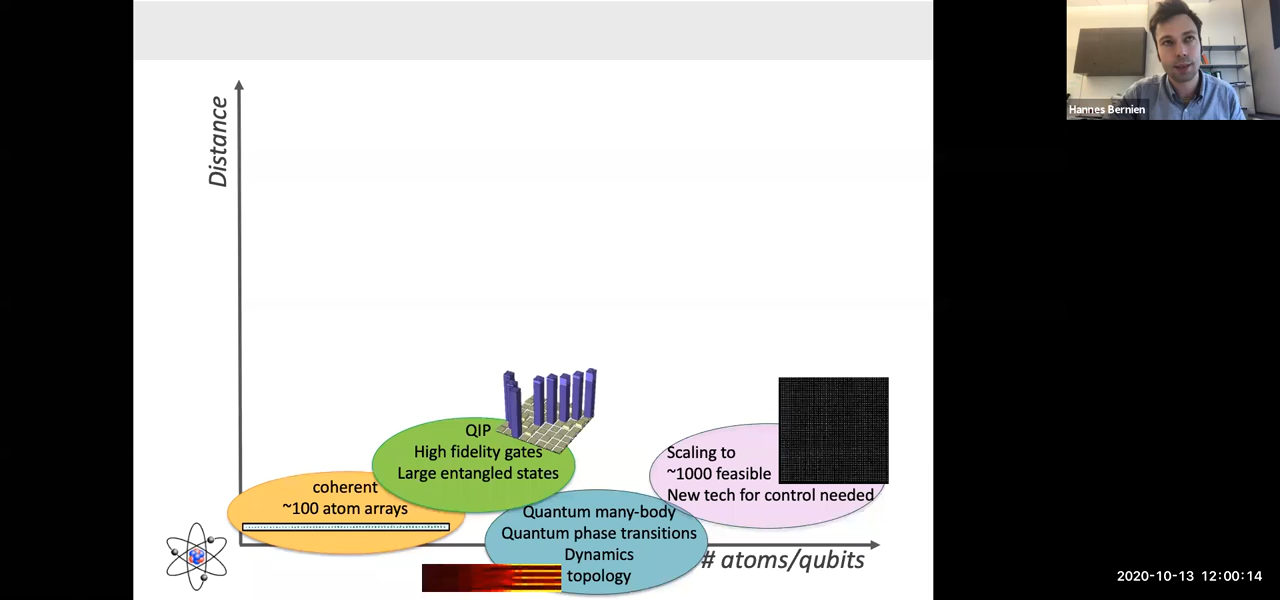 Hannes Bernien
Distance
QIP
High fidelity gates
Large entangled states
Scaling to
~1000 feasible
New tech for control needed
coherent
~100 atom arrays
Quantum many-body
Quantum phase transitions
Dynamics
topology
# atoms/qubits
2020-10-13 12:00:14